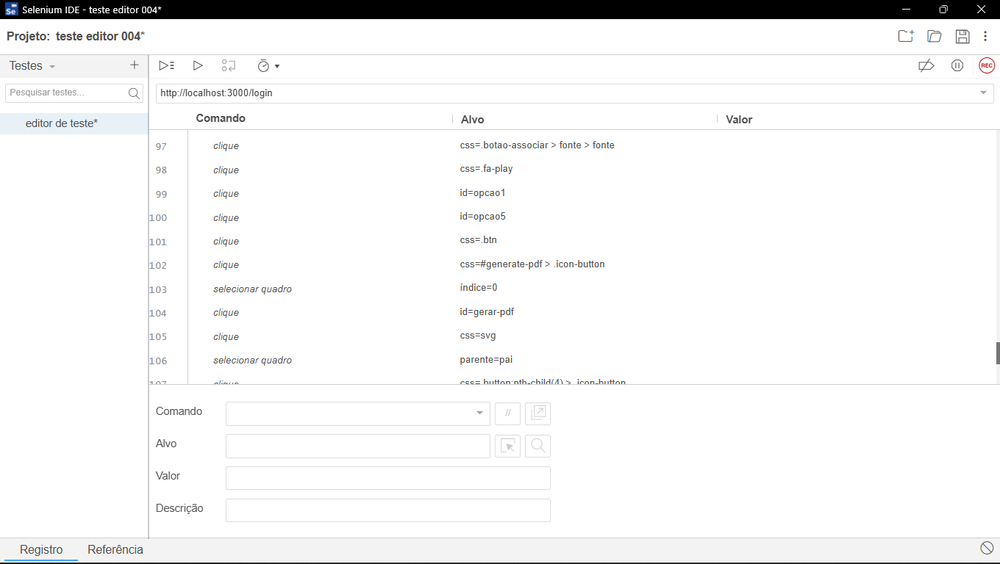 Selenium IDE - teste editor 004*
Projeto: teste editor 004*
Testes
REC
Pesquisar testes...
http://localhost:3000/login
editor de teste*
Comando Alvo Valor
97 clique css=.botao-associar > fonte > fonte
98 clique css=.fa-play
99 clique id=opcao1
100 clique id=opcao5
101 clique css=.btn
102 clique css=#generate-pdf > .icon-button
103 selecionar quadro índice=0
104 clique id=gerar-pdf
105 clique css=svg
106 selecionar quadro parente=pai
107 clique css=.button:nth-child(4) > .icon-button
Comando
//
Alvo
Valor
Descrição
Registro Referência